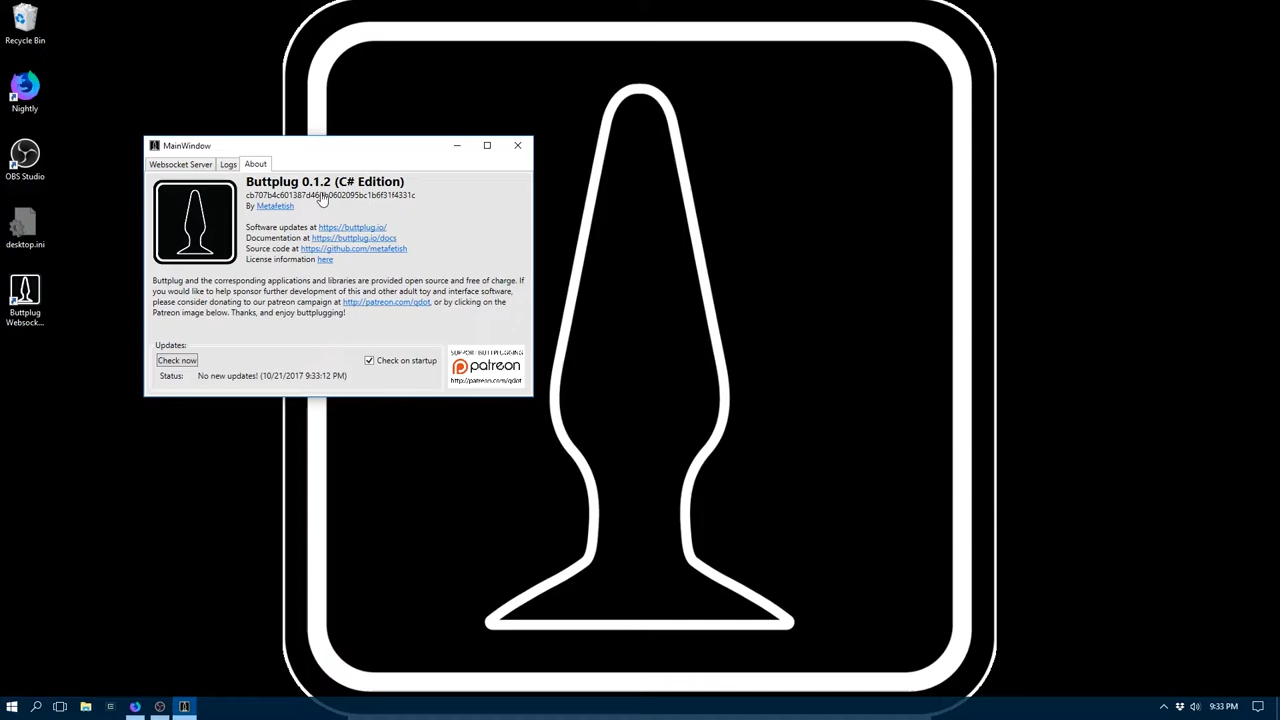 Recycle Bin
Nightly
OBS Studio
desktop.ini
Buttplug
Websock...
MainWindow
Websocket Server
Logs
About
Buttplug 0.1.2 (C# Edition)
By Metafetish
Software updates at https://buttplug.io/
Documentation at https://buttplug.io/docs
Source code at https://github.com/metafetish
License information here
Buttplug and the corresponding applications and libraries are provided open source and free of charge. If
you would like to help sponsor further development of this and other adult toy and interface software,
please consider donating to our patreon campaign at http://patreon.com/qdot, or by clicking on the
Patreon image below. Thanks, and enjoy buttplugging!
Updates:
Check now
Check on startup
Status: No new updates! (10/21/2017 9:33:12 PM)
SUPPORT BUTTPLUGGING
patreon
http://patreon.com/qdot
9:33 PM